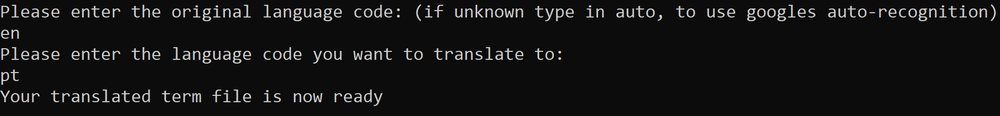 Please enter the original language code: (if unknown type in auto, to use googles auto-recognition)
en
Please enter the language code you want to translate to:
pt
Your translated term file is now ready